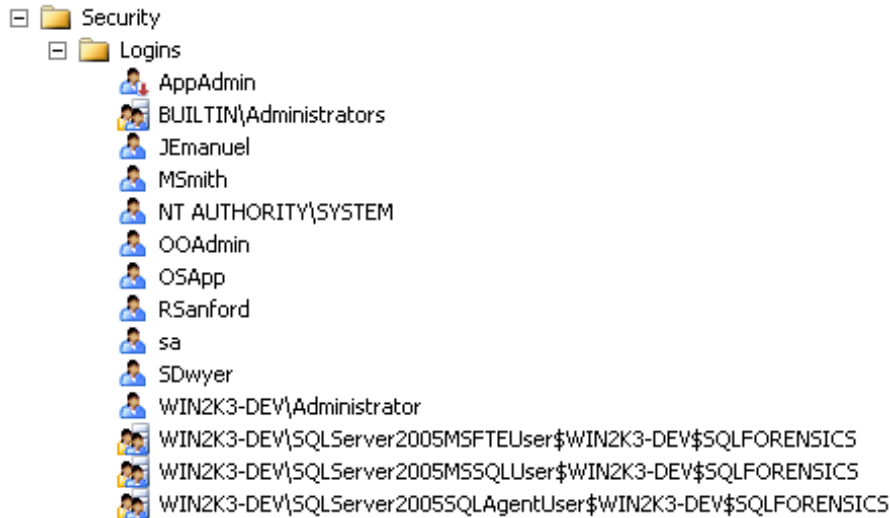 Security
Logins
AppAdmin
BUILTIN\Administrators
JEmanuel
MSmith
NT AUTHORITY\SYSTEM
OOAdmin
OSApp
RSanford
sa
SDwyer
WIN2K3-DEV\Administrator
WIN2K3-DEV\SQLServer2005MSFTEUser$WIN2K3-DEV$SQLFORENSICS
WIN2K3-DEV\SQLServer2005MSSQLUser$WIN2K3-DEV$SQLFORENSICS
WIN2K3-DEV\SQLServer2005SQLAgentUser$WIN2K3-DEV$SQLFORENSICS